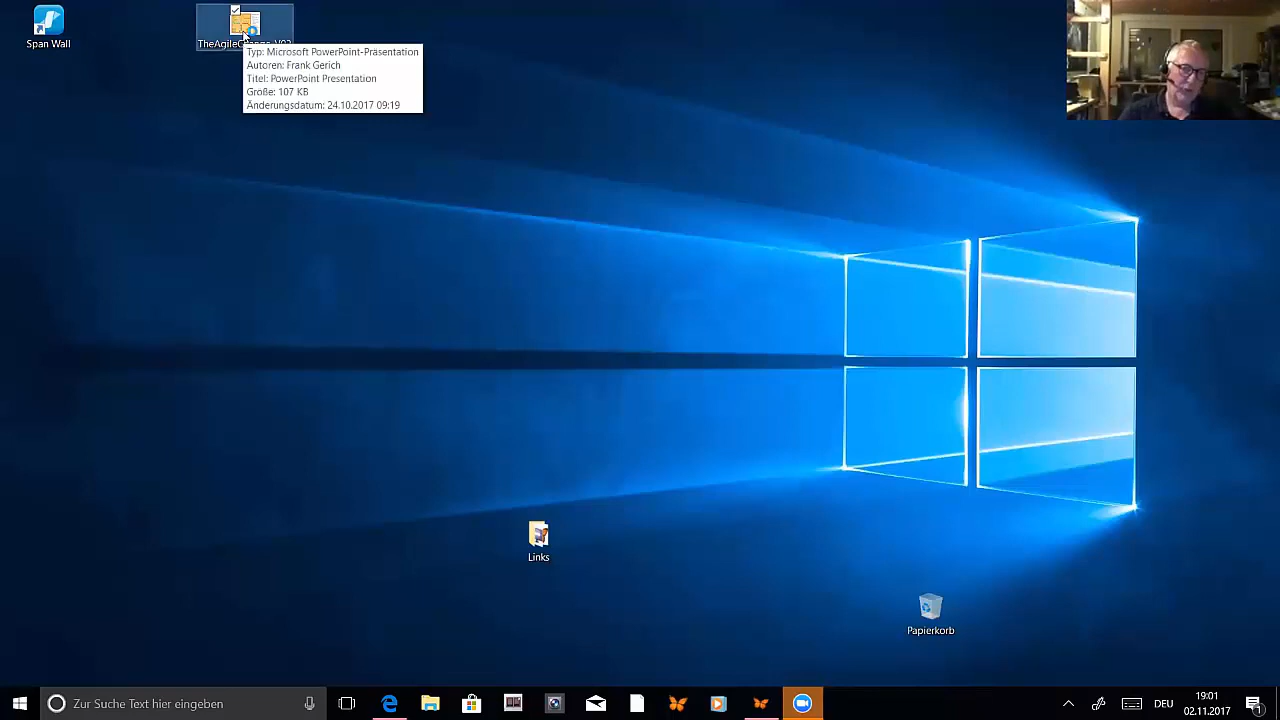 Span Wall
Typ: Microsoft PowerPoint-Präsentation
Autoren: Frank Gerich
Titel: PowerPoint Presentation
Größe: 107 KB
Änderungsdatum: 24.10.2017 09:19
Links
Papierkorb
Zur Suche Text hier eingeben
DEU
19:01
02.11.2017
1